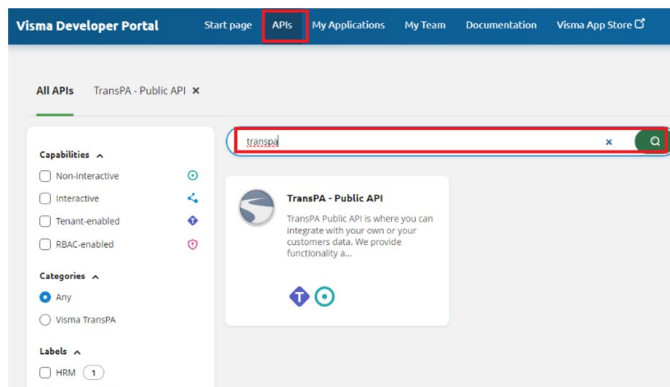 Visma Developer Portal
Start page
APIs
My Applications
My Team
Documentation
Visma App Store
All APIs
TransPA - Public API ×
transpa
×
Capabilities
Non-interactive
Interactive
Tenant-enabled
RBAC-enabled
Categories
Any
Visma TransPA
Labels
HRM 1
TransPA - Public API
TransPA Public API is where you can
integrate with your own or your
customers data. We provide
functionality a...
T